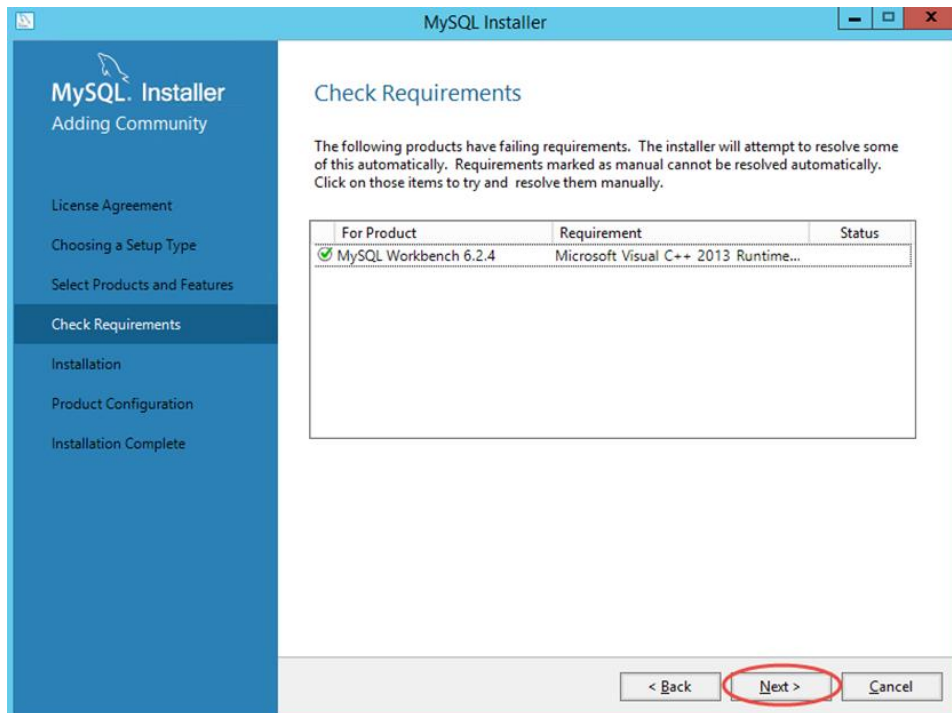 MySQL Installer
MySQL. Installer
Adding Community
License Agreement
Choosing a Setup Type
Select Products and Features
Check Requirements
Installation
Product Configuration
Installation Complete
Check Requirements
The following products have failing requirements. The installer will attempt to resolve some
of this automatically. Requirements marked as manual cannot be resolved automatically.
Click on those items to try and resolve them manually.
For Product Requirement Status
MySQL Workbench 6.2.4 Microsoft Visual C++ 2013 Runtime...
< Back Next > Cancel